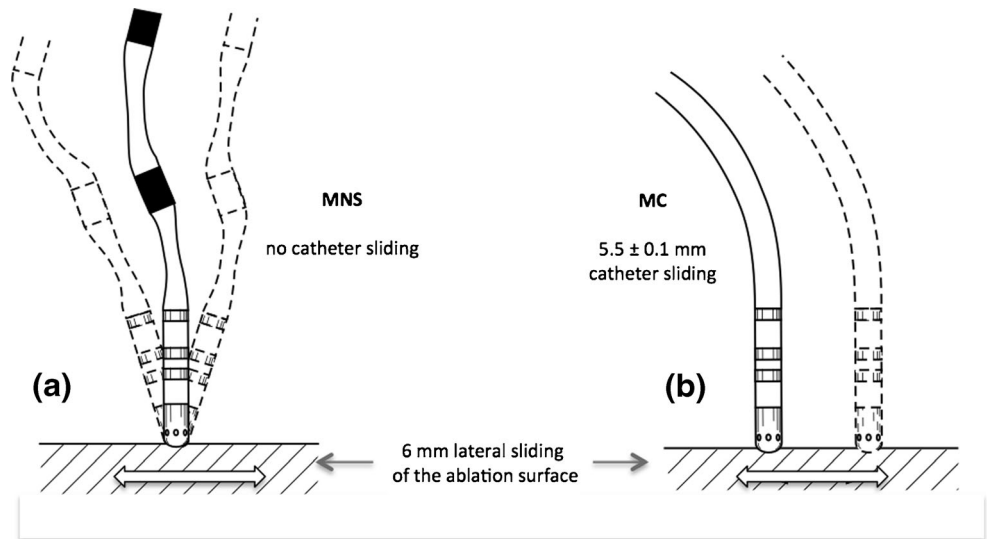 MNS
no catheter sliding
(a)
MC
5.5 ± 0.1 mm
catheter sliding
(b)
6 mm lateral sliding
of the ablation surface